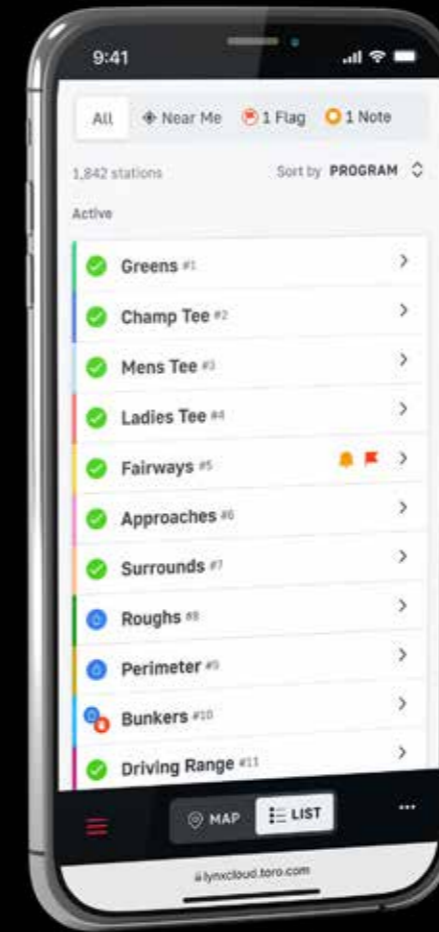 9:41
All Near Me 1 Flag 1 Note
1,842 stations Sort by PROGRAM
Active
Greens #1
Champ Tee #2
Mens Tee #3
Ladies Tee #4
Fairways #5
Approaches #6
Surrounds #7
Roughs #8
Perimeter #9
Bunkers #10
Driving Range #11
MAP LIST
lynxcloud.toro.com